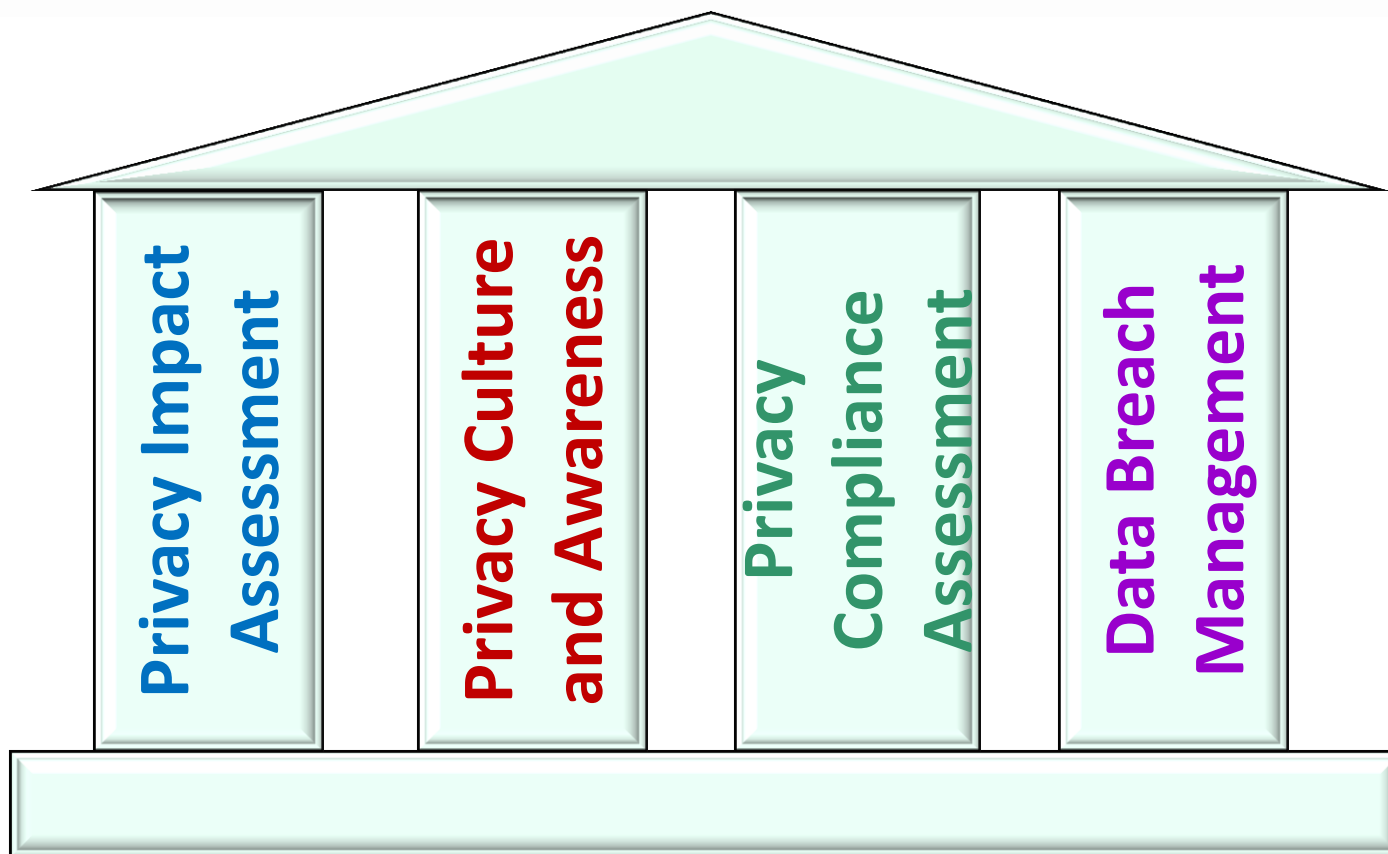 Privacy Impact
Assessment
Privacy Culture
and Awareness
Privacy
Compliance
Assessment
Data Breach
Management